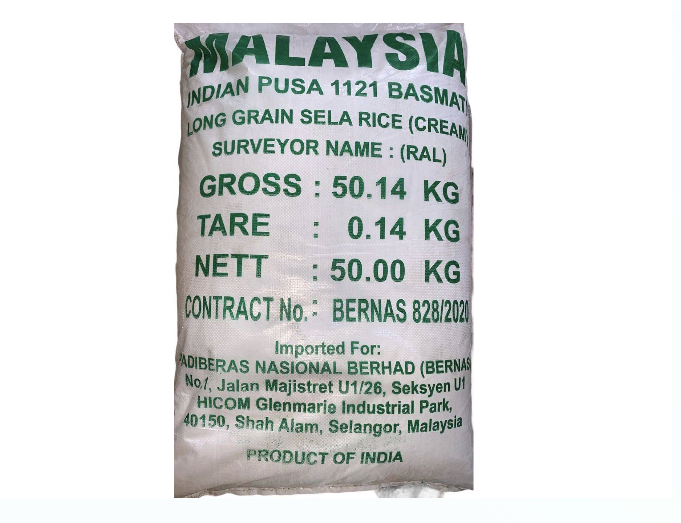 MALAYSIA
INDIAN PUSA 1121 BASMATI
LONG GRAIN SELA RICE (CREAM)
SURVEYOR NAME : (RAL)
GROSS : 50.14 KG
TARE : 0.14 KG
NETT : 50.00 KG
CONTRACT No. : BERNAS 828/2020
Imported For:
PADIBERAS NASIONAL BERHAD (BERNAS)
Jalan Majistret U1/26, Seksyen U1
HICOM Glenmarie Industrial Park,
40150, Shah Alam, Selangor, Malaysia
PRODUCT OF INDIA